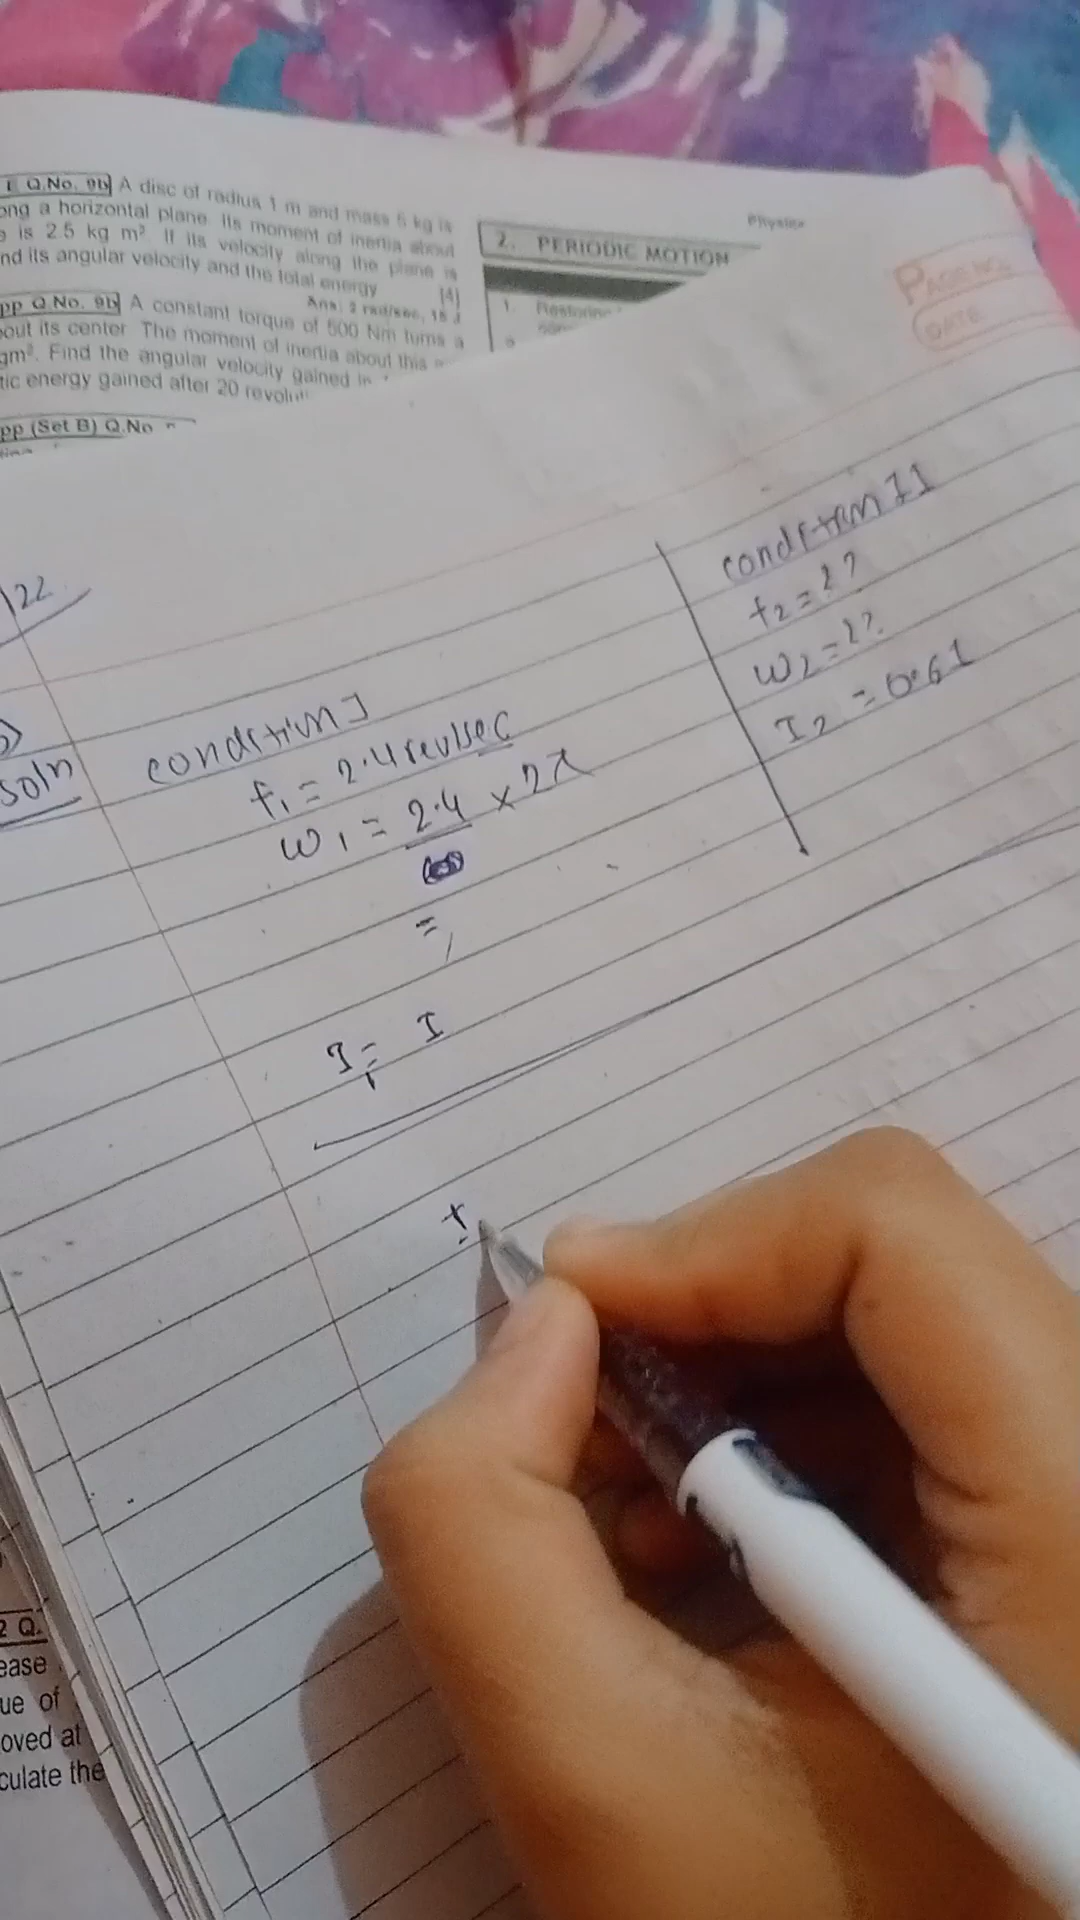 Q.No. 9b] A disc of radius 1 m and mass 5 kg is
ong a horizontal plane. Its moment of inertia about
is 2.5 kg m². If its velocity along the plane is
nd its angular velocity and the total energy
[4]
Ans: 2 rad/sec, 15 J
pp Q.No. 9b] A constant torque of 500 Nm turns a
out its center. The moment of inertia about this
gm². Find the angular velocity gained in
tic energy gained after 20 revolu
pp (Set B) Q.No
Physics
2. PERIODIC MOTION
1. Restoring
PAGE NO.
DATE
22
soln
condition I
f₁ = 2.4 rev/sec
ω₁ = 2.4 × 2π
=
I₁ = I
condition II
f₂ = ??
ω₂ = ??
I₂ = 0.6I
2 Q.
ease
ue of
oved at
culate the